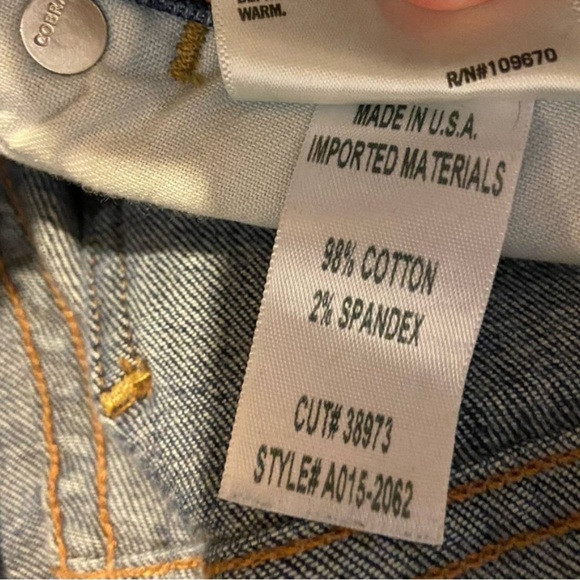 COBRA
WARM.
R/N#109670
MADE IN U.S.A.
IMPORTED MATERIALS
98% COTTON
2% SPANDEX
CUT# 38973
STYLE# A015-2062